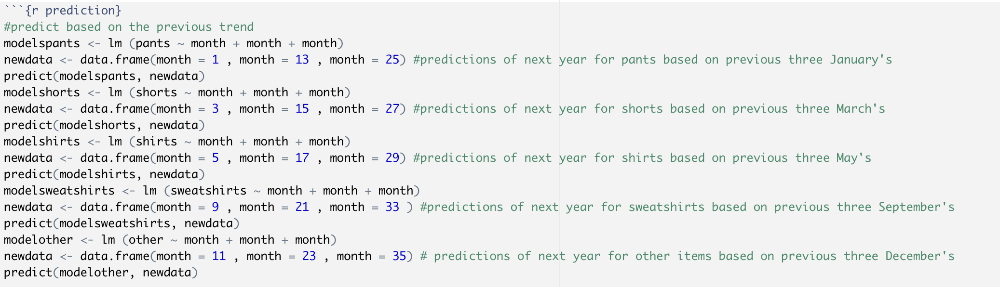 ```{r prediction}
#predict based on the previous trend
modelspants <- lm (pants ~ month + month + month)
newdata <- data.frame(month = 1 , month = 13 , month = 25) #predictions of next year for pants based on previous three January's
predict(modelspants, newdata)
modelshorts <- lm (shorts ~ month + month + month)
newdata <- data.frame(month = 3 , month = 15 , month = 27) #predictions of next year for shorts based on previous three March's
predict(modelshorts, newdata)
modelshirts <- lm (shirts ~ month + month + month)
newdata <- data.frame(month = 5 , month = 17 , month = 29) #predictions of next year for shirts based on previous three May's
predict(modelshirts, newdata)
modelsweatshirts <- lm (sweatshirts ~ month + month + month)
newdata <- data.frame(month = 9 , month = 21 , month = 33 ) #predictions of next year for sweatshirts based on previous three September's
predict(modelsweatshirts, newdata)
modelother <- lm (other ~ month + month + month)
newdata <- data.frame(month = 11 , month = 23 , month = 35) # predictions of next year for other items based on previous three December's
predict(modelother, newdata)